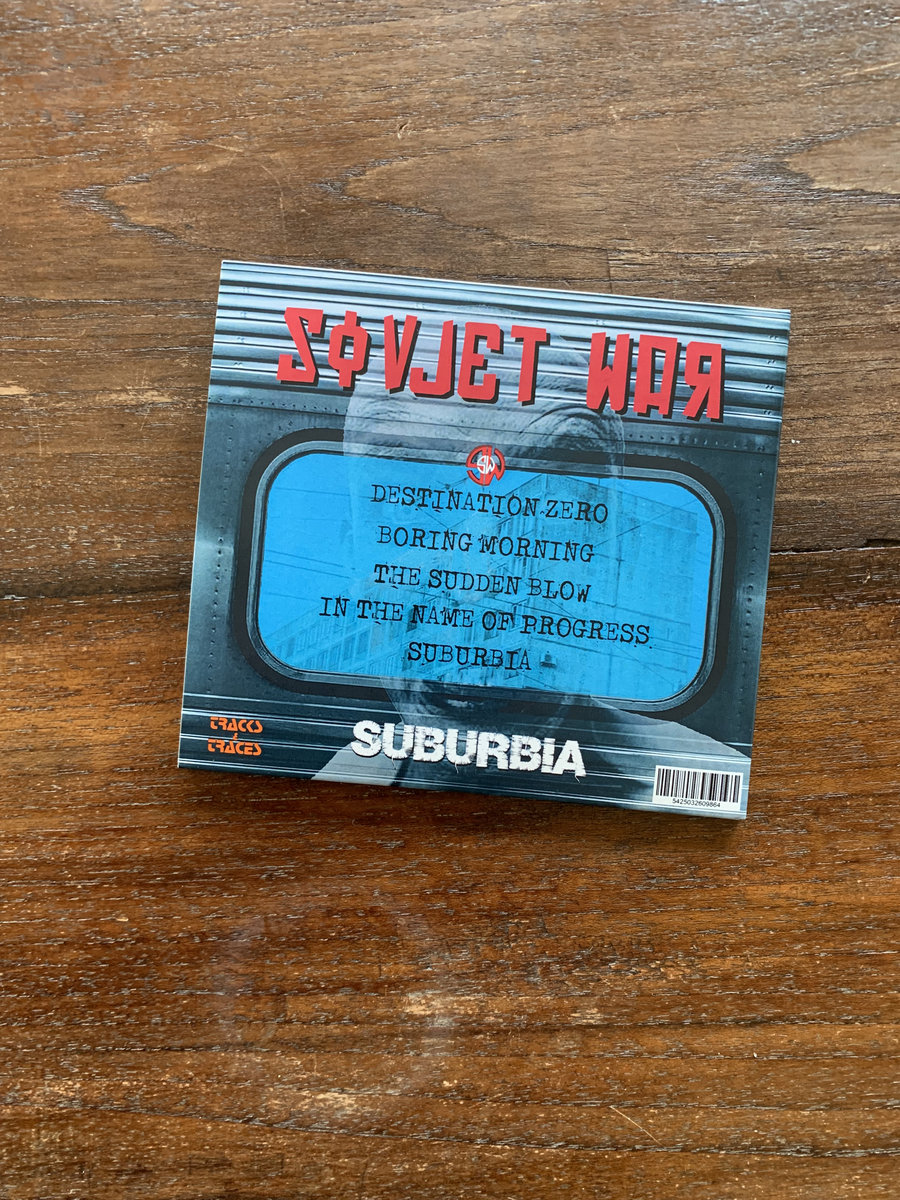 SOVJET WAR
SW
DESTINATION ZERO
BORING MORNING
THE SUDDEN BLOW
IN THE NAME OF PROGRESS
SUBURBIA
TRACKS
&
TRACES
SUBURBIA
5425032609864